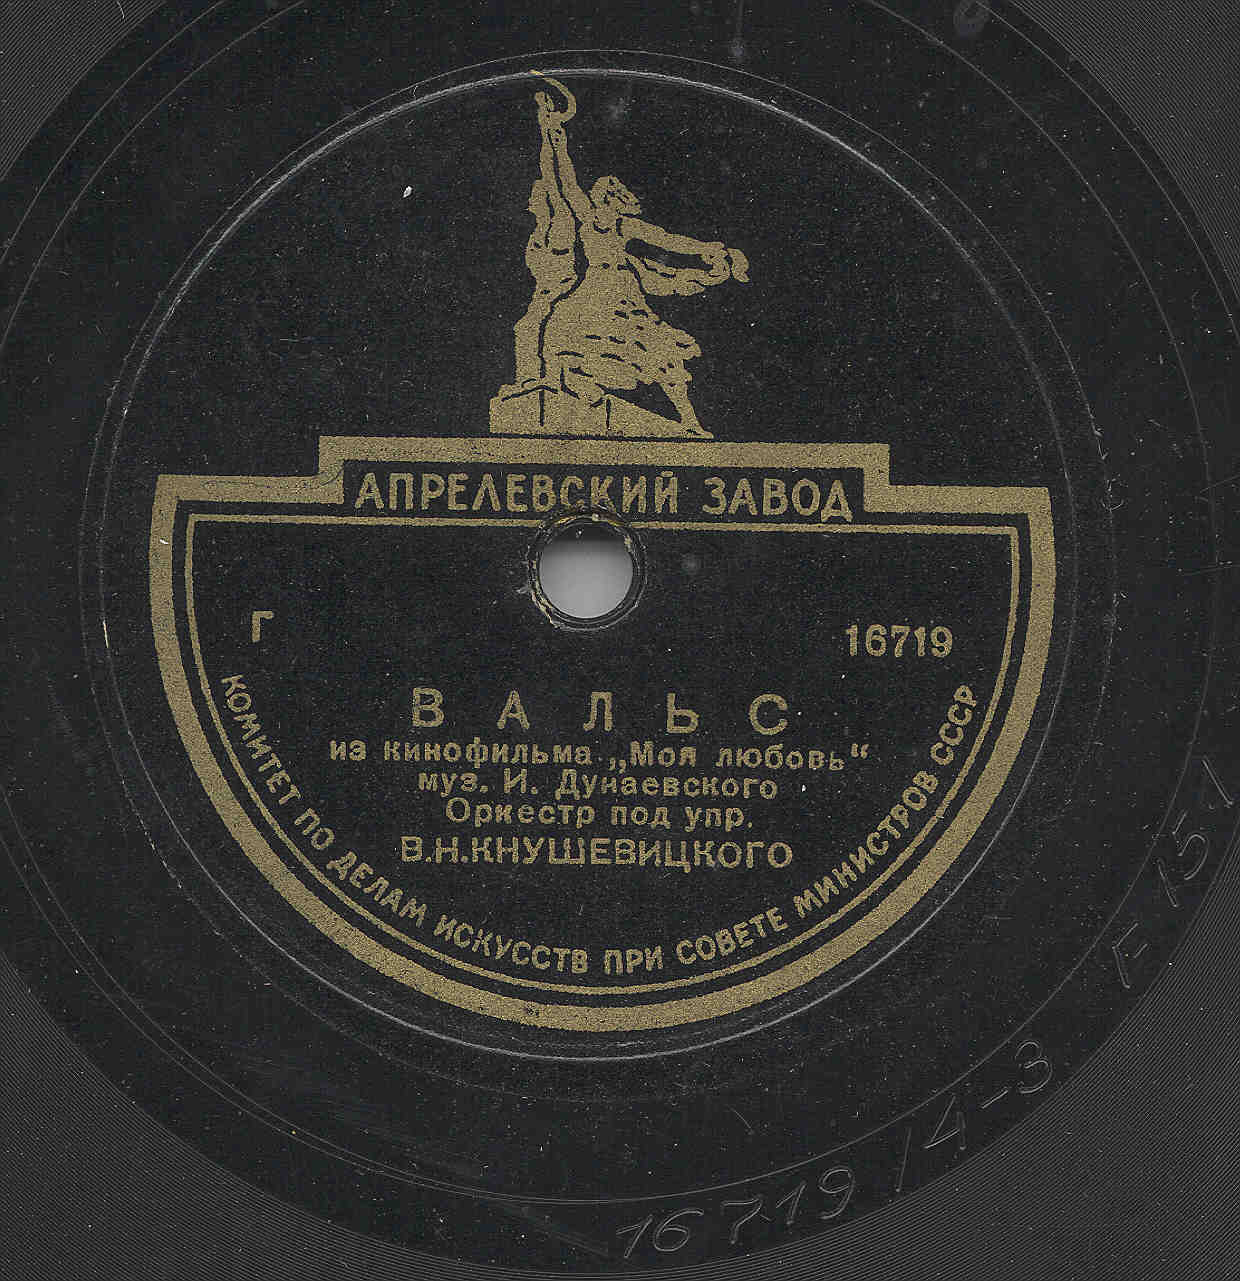 АПРЕЛЕВСКИЙ ЗАВОД
Г
16719
ВАЛЬС
из кинофильма „Моя любовь“
муз. И. Дунаевского
Оркестр под упр.
В.Н.КНУШЕВИЦКОГО
КОМИТЕТ ПО ДЕЛАМ ИСКУССТВ ПРИ СОВЕТЕ МИНИСТРОВ СССР
16719/4-3